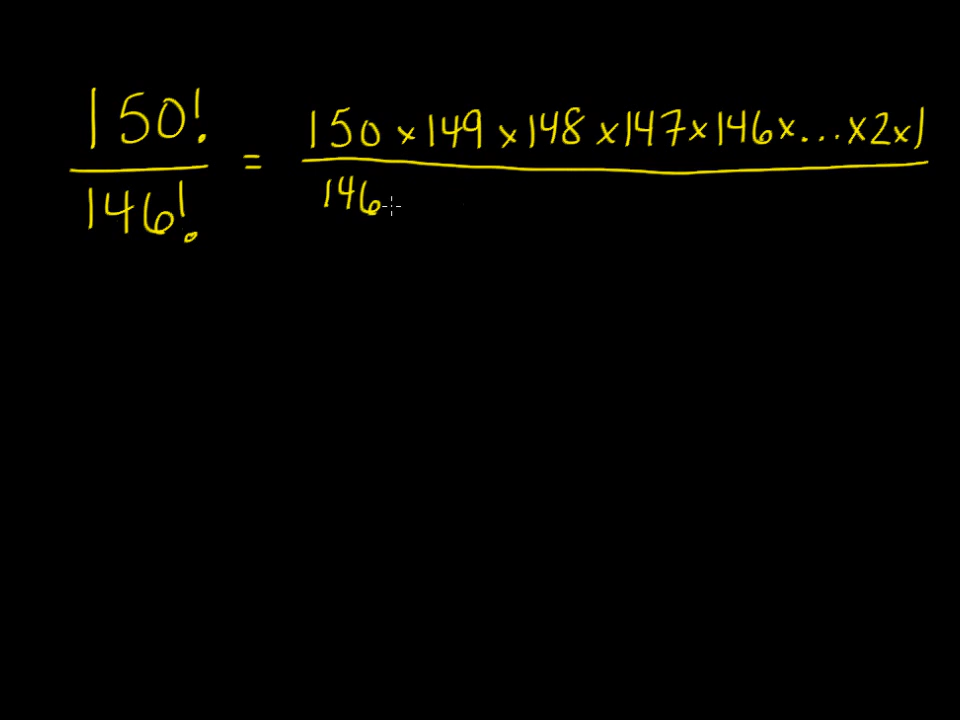 150!/146! = 150 × 149 × 148 × 147 × 146 × ... × 2 × 1
146